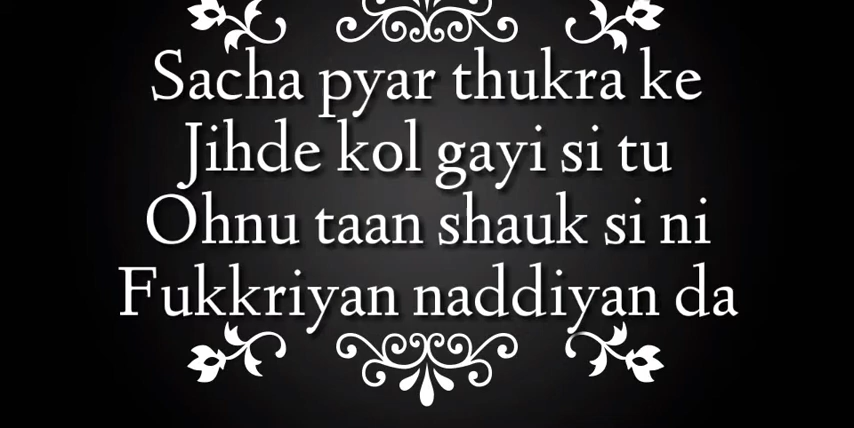 Sacha pyar thukra ke
Jihde kol gayi si tu
Ohnu taan shauk si ni
Fukkriyan naddiyan da